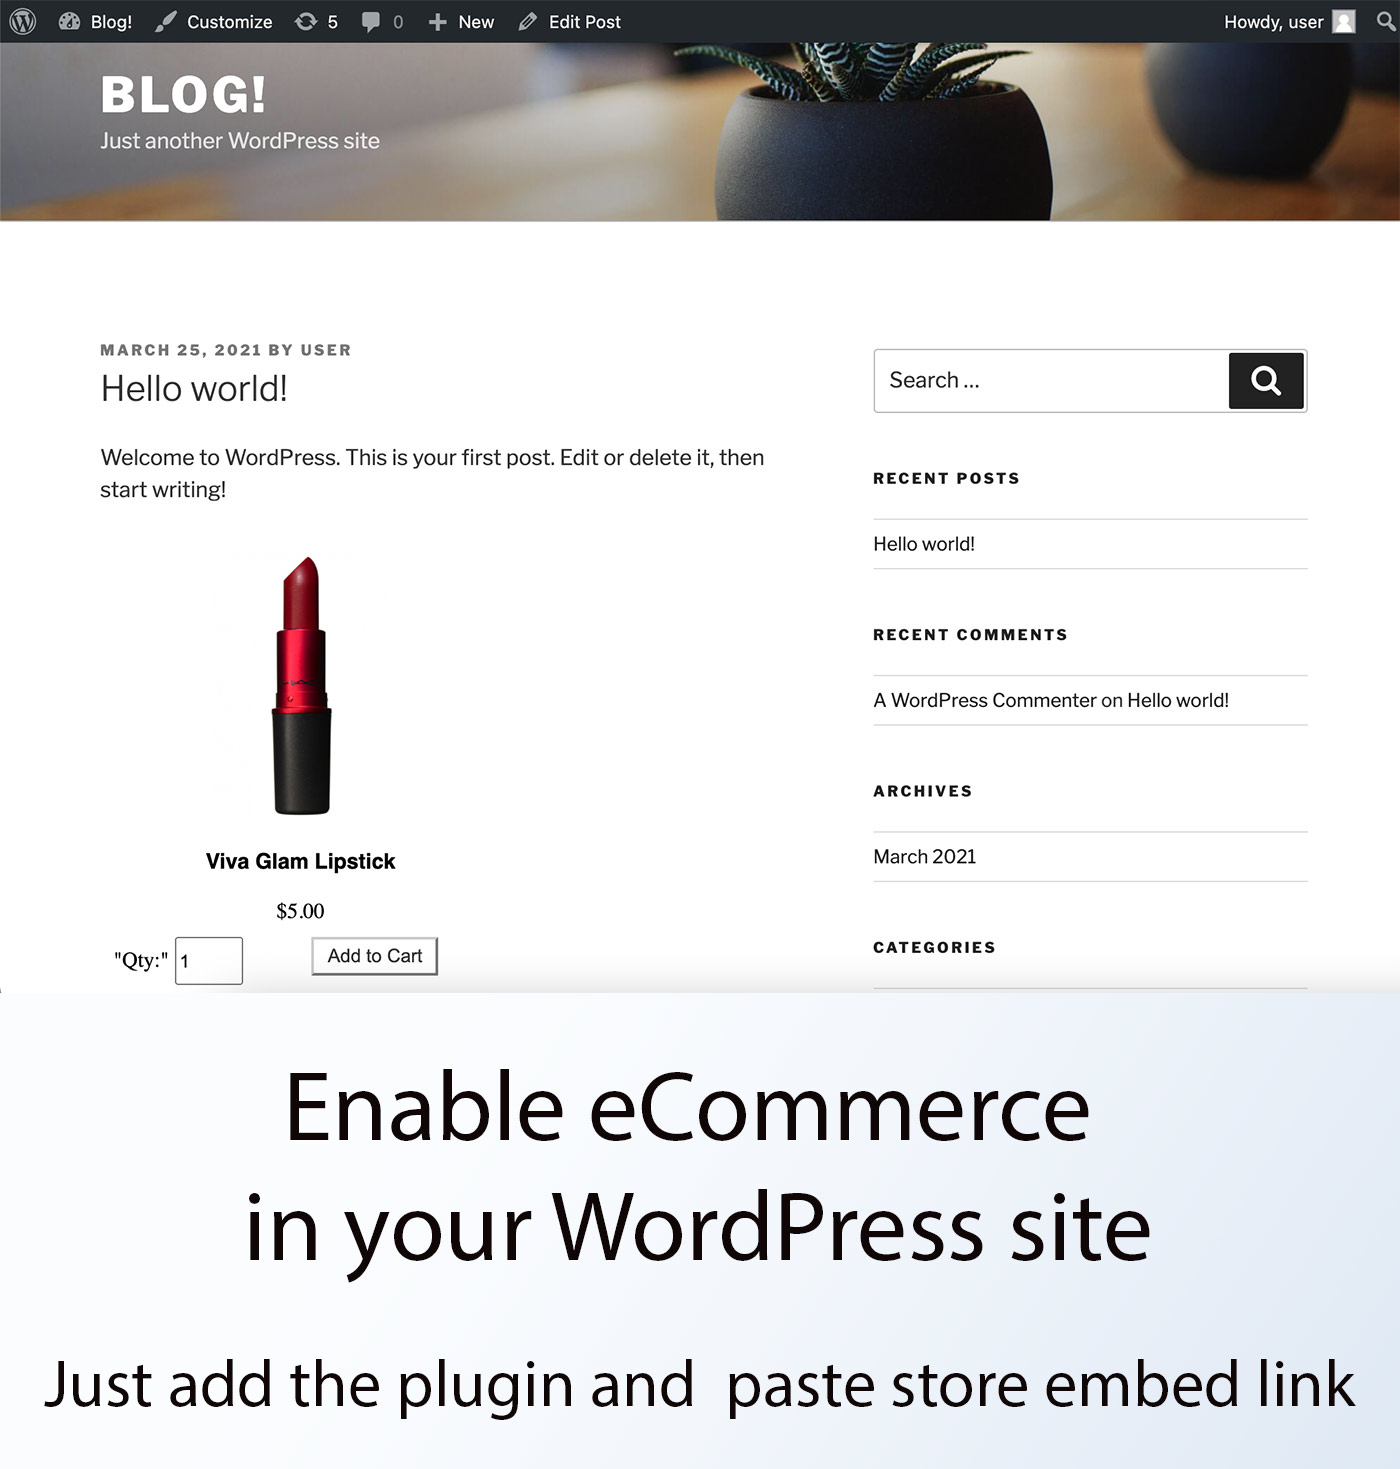 Blog! Customize 5 0 New Edit Post Howdy, user
BLOG!
Just another WordPress site
MARCH 25, 2021 BY USER
Hello world!
Welcome to WordPress. This is your first post. Edit or delete it, then
start writing!
Viva Glam Lipstick
$5.00
"Qty:" 1 Add to Cart
Search ...
RECENT POSTS
Hello world!
RECENT COMMENTS
A WordPress Commenter on Hello world!
ARCHIVES
March 2021
CATEGORIES
Enable eCommerce
in your WordPress site
Just add the plugin and paste store embed link